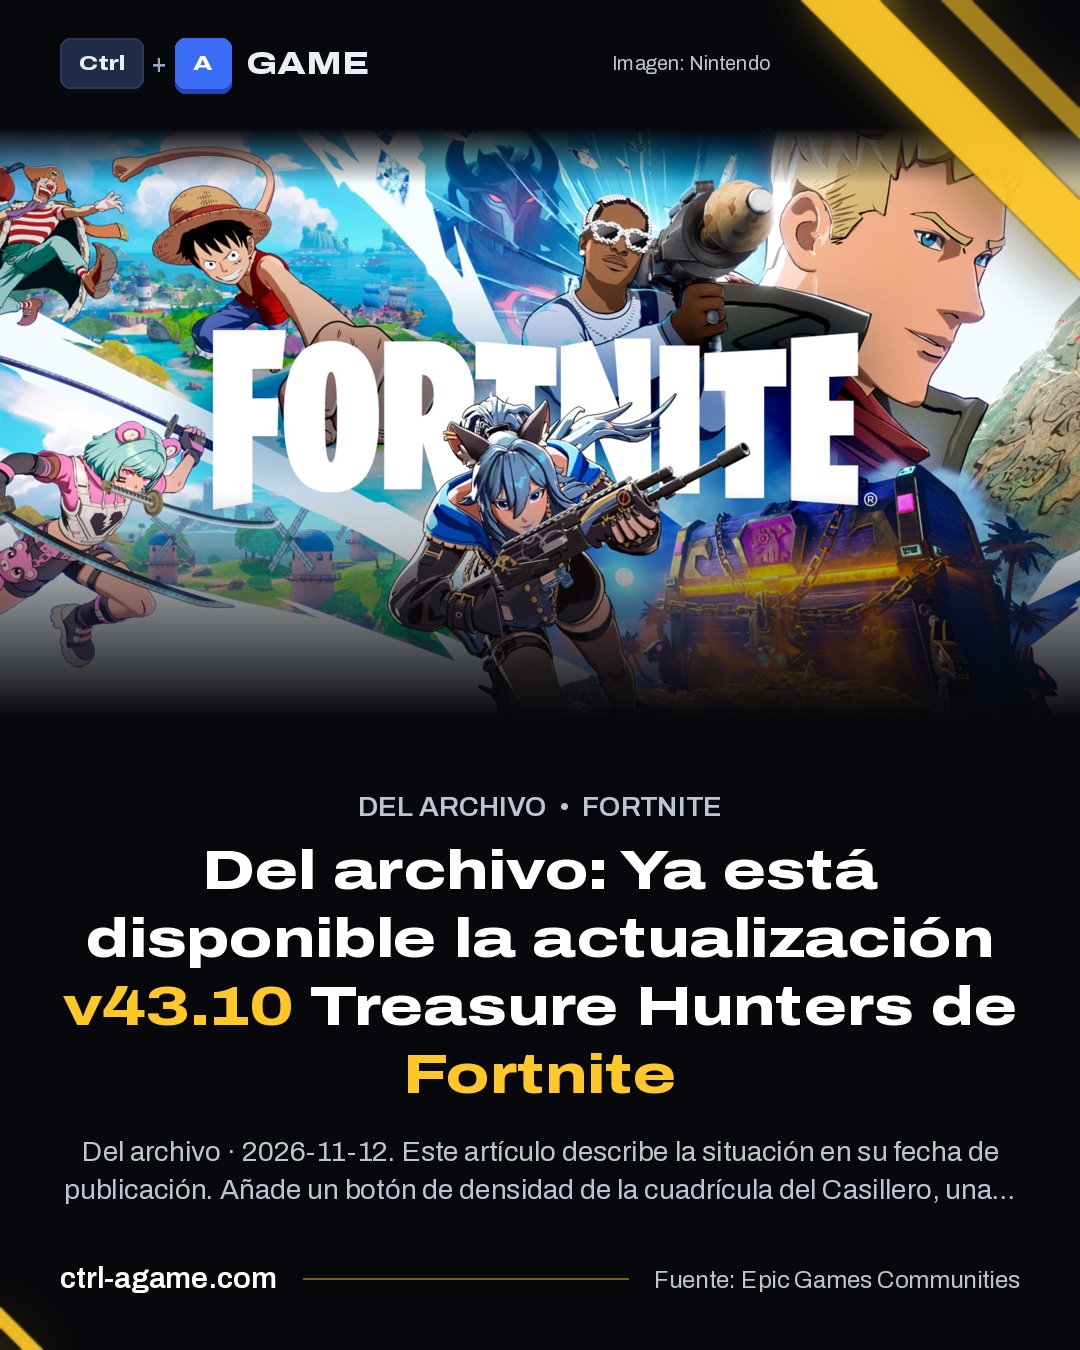 Ctrl + A GAME
Imagen: Nintendo
FORTNITE ®
DEL ARCHIVO • FORTNITE
Del archivo: Ya está
disponible la actualización
v43.10 Treasure Hunters de
Fortnite
Del archivo · 2026-11-12. Este artículo describe la situación en su fecha de
publicación. Añade un botón de densidad de la cuadrícula del Casillero, una...
ctrl-agame.com
Fuente: Epic Games Communities